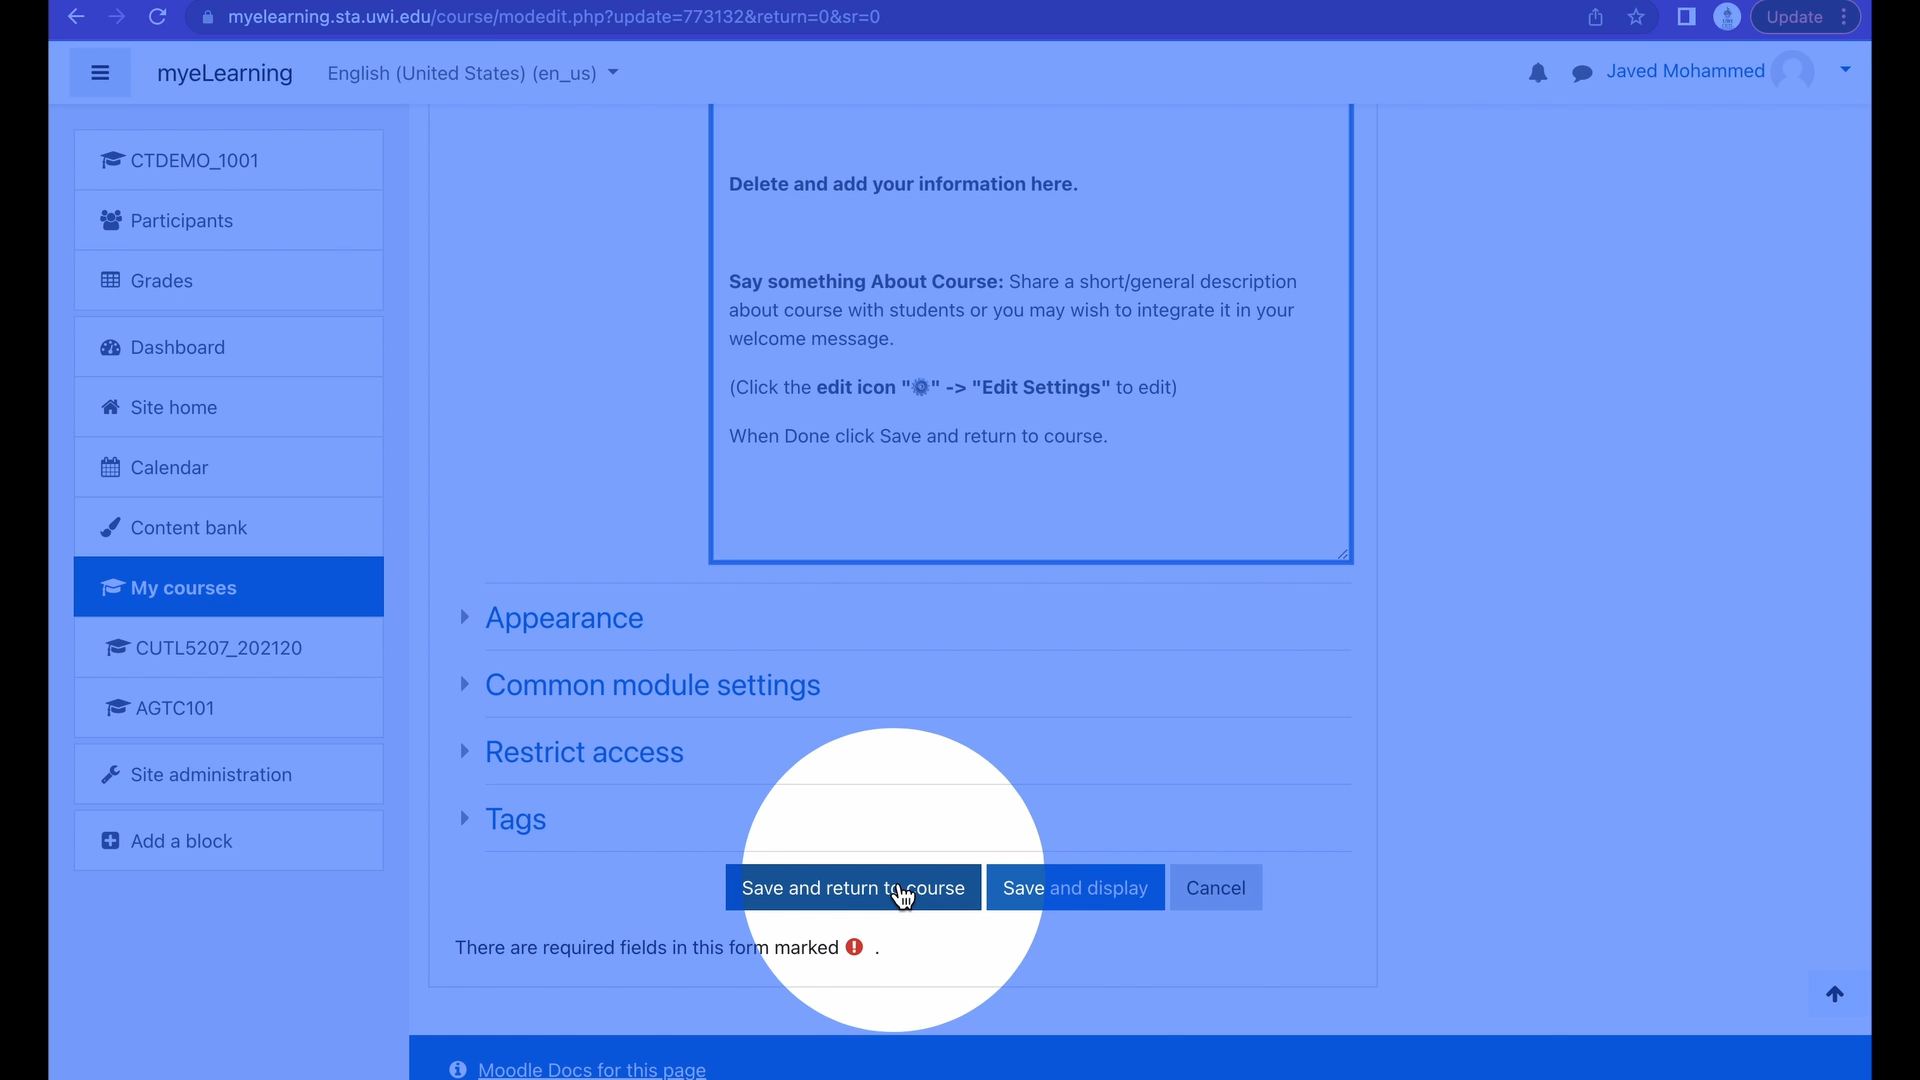 myelearning.sta.uwi.edu/course/modedit.php?update=773132&return=0&sr=0
Update
myeLearning
English (United States) (en_us)
Javed Mohammed
CTDEMO_1001
Participants
Grades
Dashboard
Site home
Calendar
Content bank
My courses
CUTL5207_202120
AGTC101
Site administration
Add a block
Delete and add your information here.
Say something About Course: Share a short/general description
about course with students or you may wish to integrate it in your
welcome message.
(Click the edit icon "" -> "Edit Settings" to edit)
When Done click Save and return to course.
Appearance
Common module settings
Restrict access
Tags
Save and return to course
Save and display
Cancel
There are required fields in this form marked .
Moodle Docs for this page